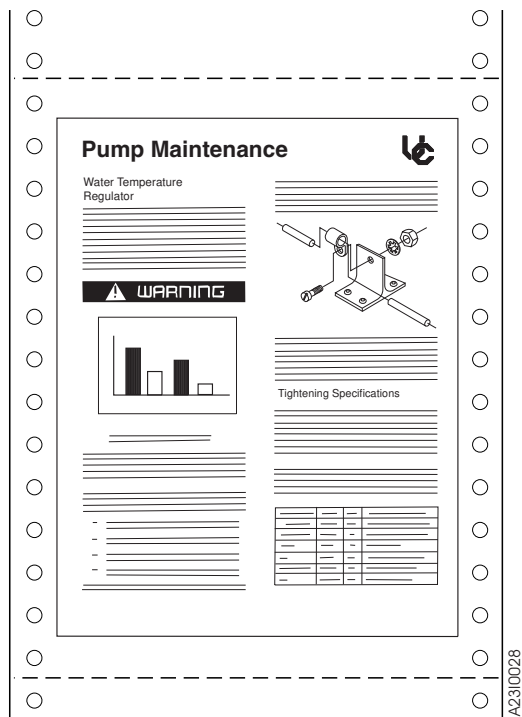 Pump Maintenance
Water Temperature
Regulator
WARNING
Tightening Specifications
A23I0028